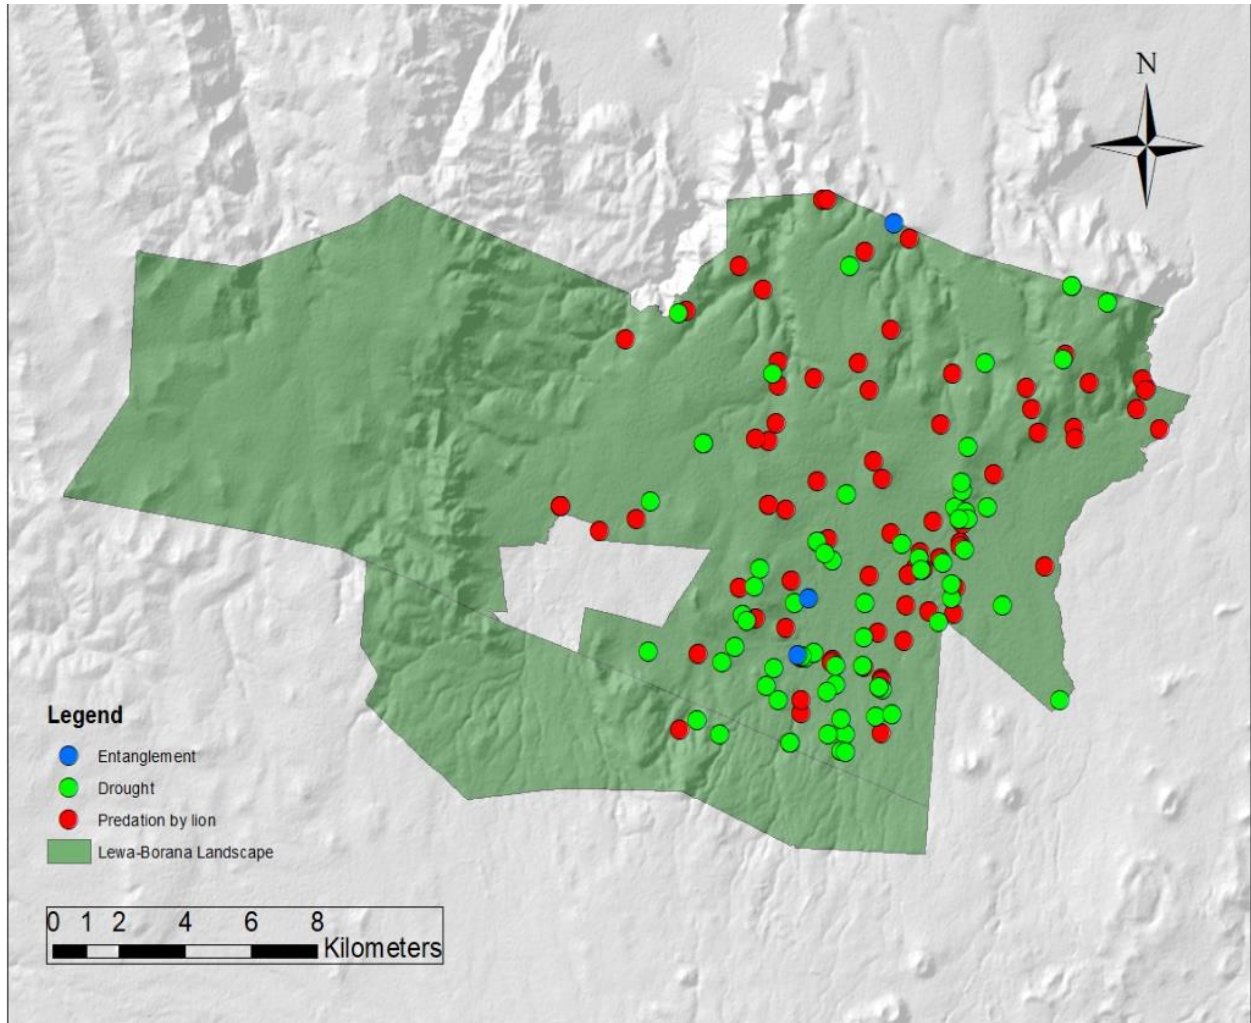 N
Legend
Entanglement
Drought
Predation by lion
Lewa-Borana Landscape
0 1 2 4 6 8
Kilometers